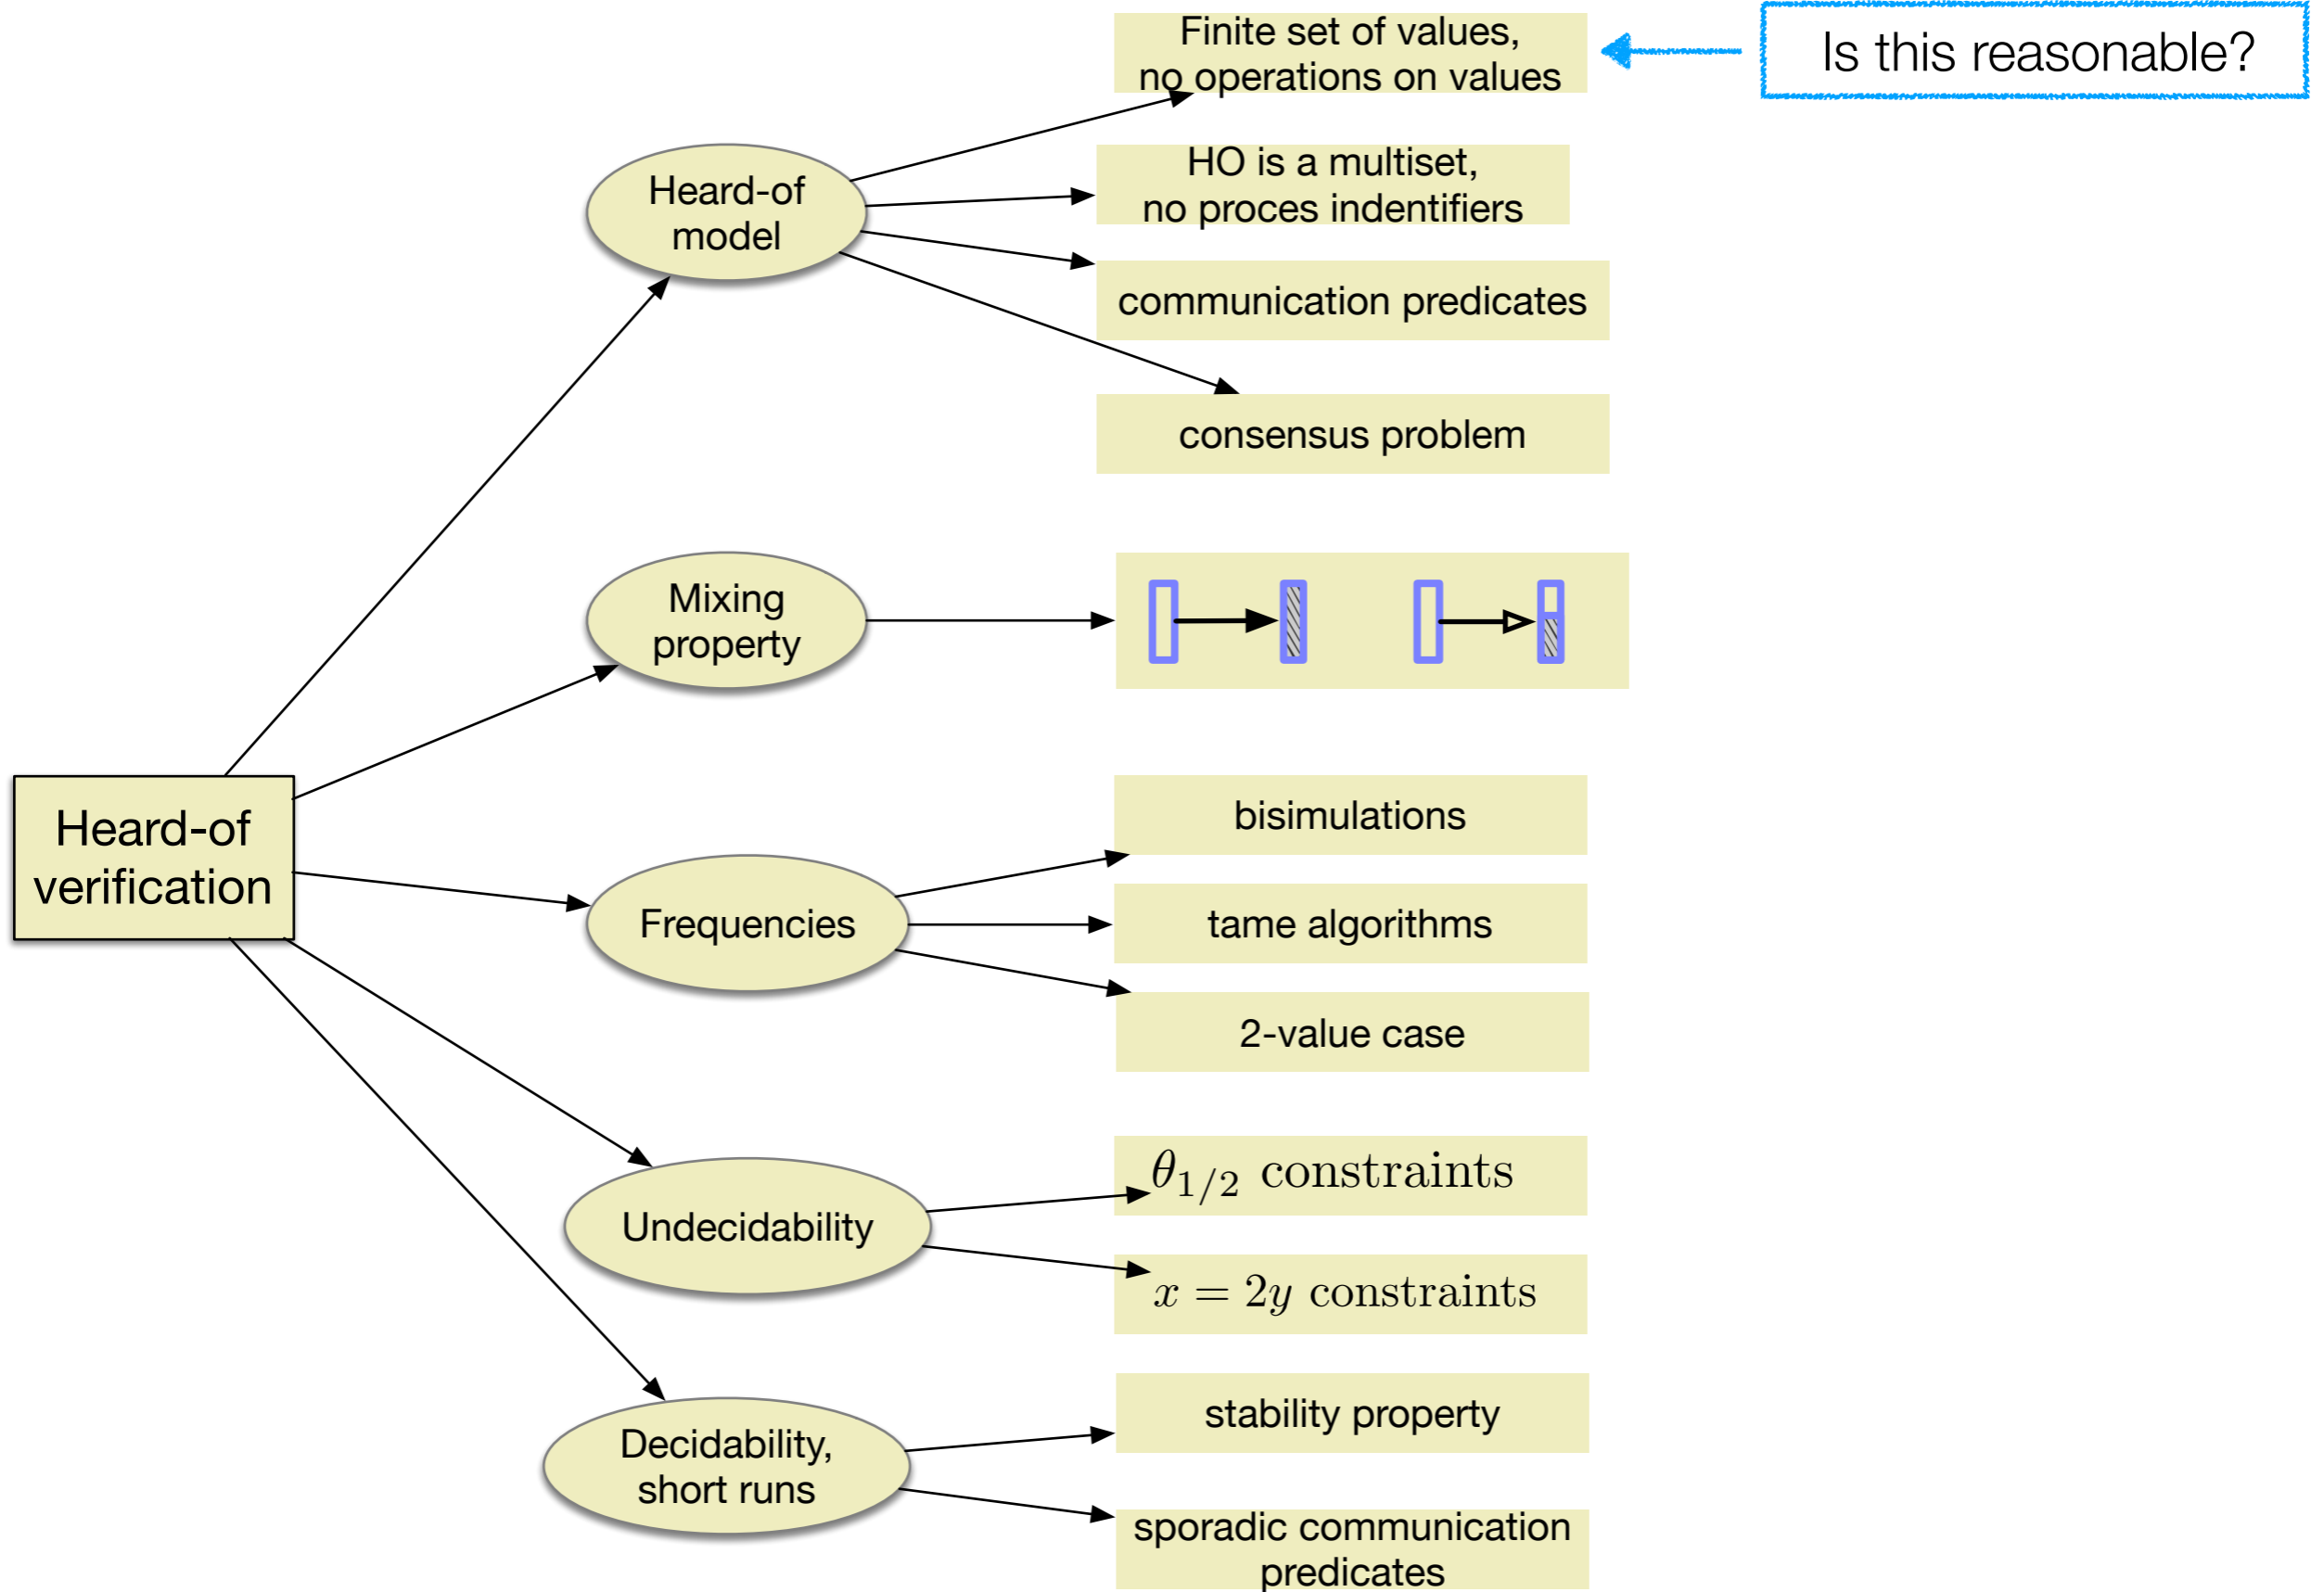 Finite set of values,
no operations on values
Is this reasonable?
Heard-of
model
HO is a multiset,
no proces indentifiers
communication predicates
consensus problem
Mixing
property
Heard-of
verification
Frequencies
bisimulations
tame algorithms
2-value case
Undecidability
θ1/2 constraints
x = 2y constraints
Decidability,
short runs
stability property
sporadic communication
predicates